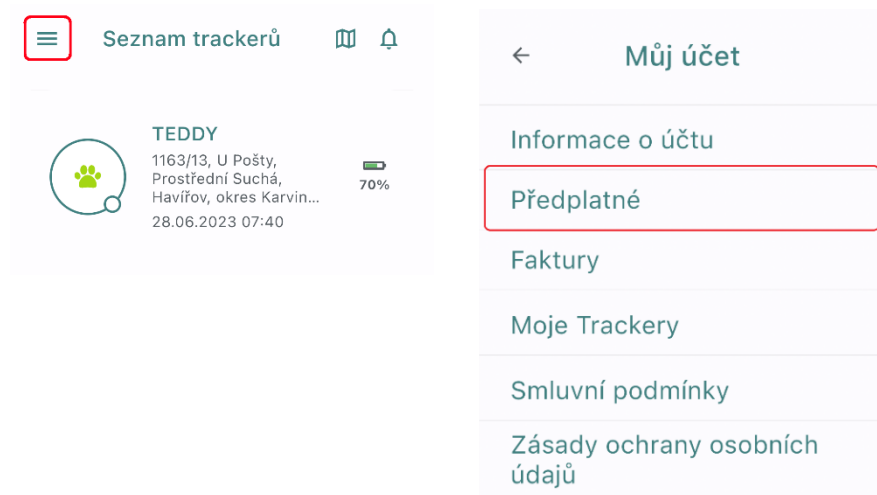 Seznam trackerů
TEDDY
1163/13, U Pošty,
Prostřední Suchá,
Havířov, okres Karvin...
28.06.2023 07:40
70%
Můj účet
Informace o účtu
Předplatné
Faktury
Moje Trackery
Smluvní podmínky
Zásady ochrany osobních
údajů